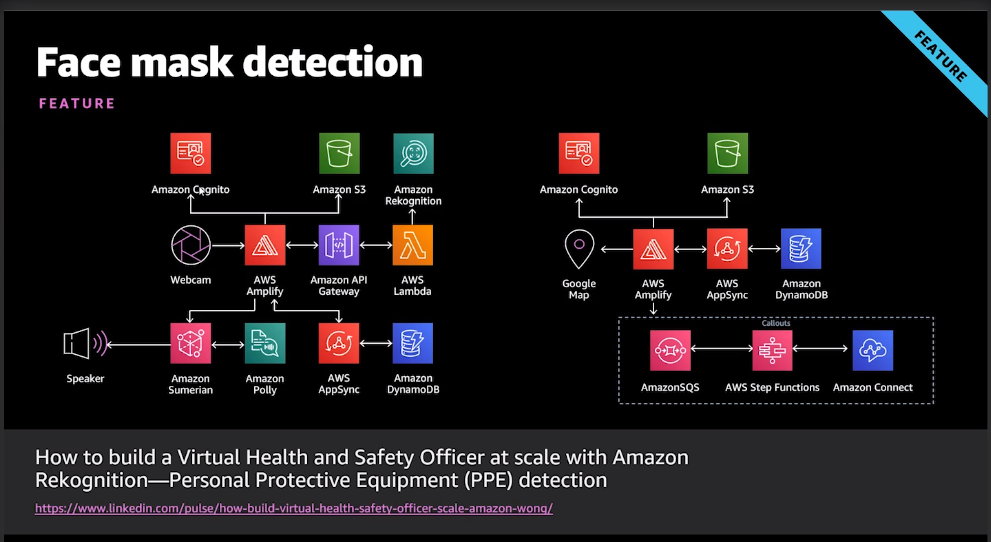 Face mask detection
FEATURE
FEATURE
Amazon Cognito
Amazon S3
Amazon
Rekognition
Webcam
AWS
Amplify
Amazon API
Gateway
AWS
Lambda
Speaker
Amazon
Sumerian
Amazon
Polly
AWS
AppSync
Amazon
DynamoDB
Amazon Cognito
Amazon S3
Google
Map
AWS
Amplify
AWS
AppSync
Amazon
DynamoDB
Callouts
AmazonSQS
AWS Step Functions
Amazon Connect
How to build a Virtual Health and Safety Officer at scale with Amazon
Rekognition—Personal Protective Equipment (PPE) detection
https://www.linkedin.com/pulse/how-build-virtual-health-safety-officer-scale-amazon-wong/